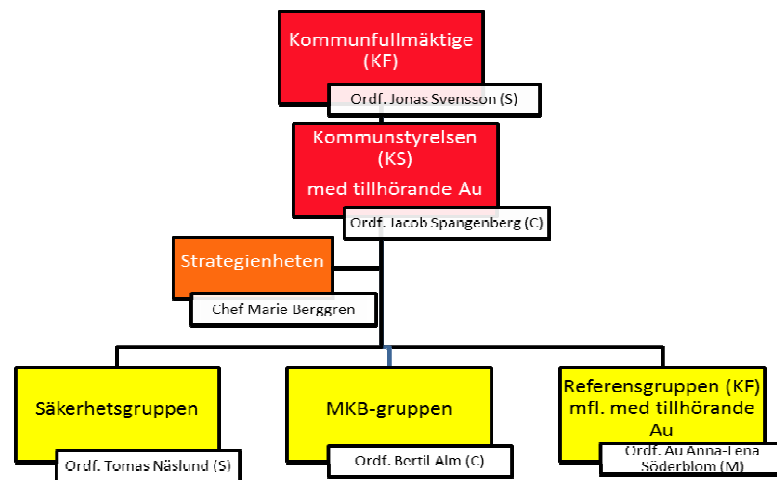 Kommunfullmäktige
(KF)
Ordf. Jonas Svensson (S)
Kommunstyrelsen
(KS)
med tillhörande Au
Ordf. Jacob Spangenberg (C)
Strategienheten
Chef Marie Berggren
Säkerhetsgruppen
Ordf. Tomas Näslund (S)
MKB-gruppen
Ordf. Bertil Alm (C)
Referensgruppen (KF)
mfl. med tillhörande
Au
Ordf. Au Anna-Lena
Söderblom (M)